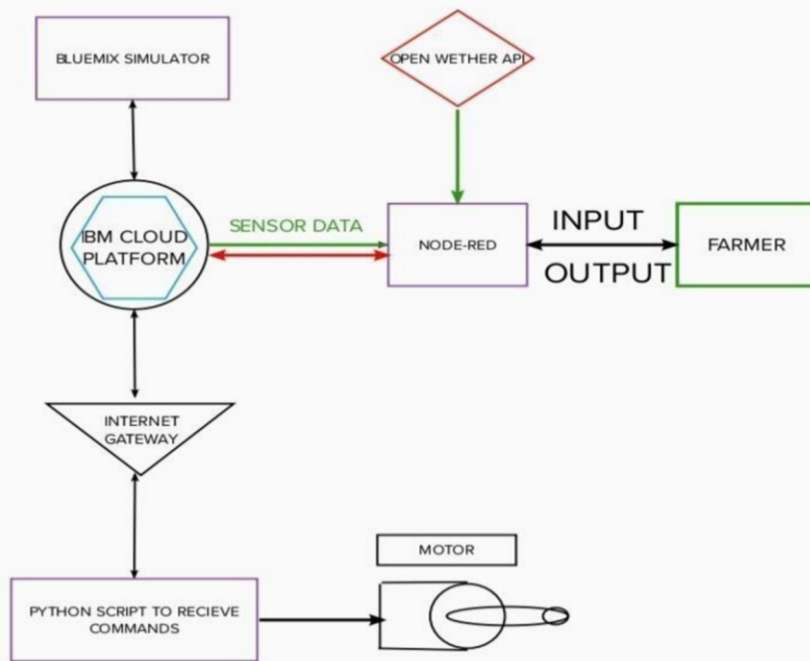 BLUEMIX SIMULATOR
OPEN WETHER API
IBM CLOUD
PLATFORM
SENSOR DATA
NODE-RED
INPUT
OUTPUT
FARMER
INTERNET
GATEWAY
MOTOR
PYTHON SCRIPT TO RECIEVE
COMMANDS